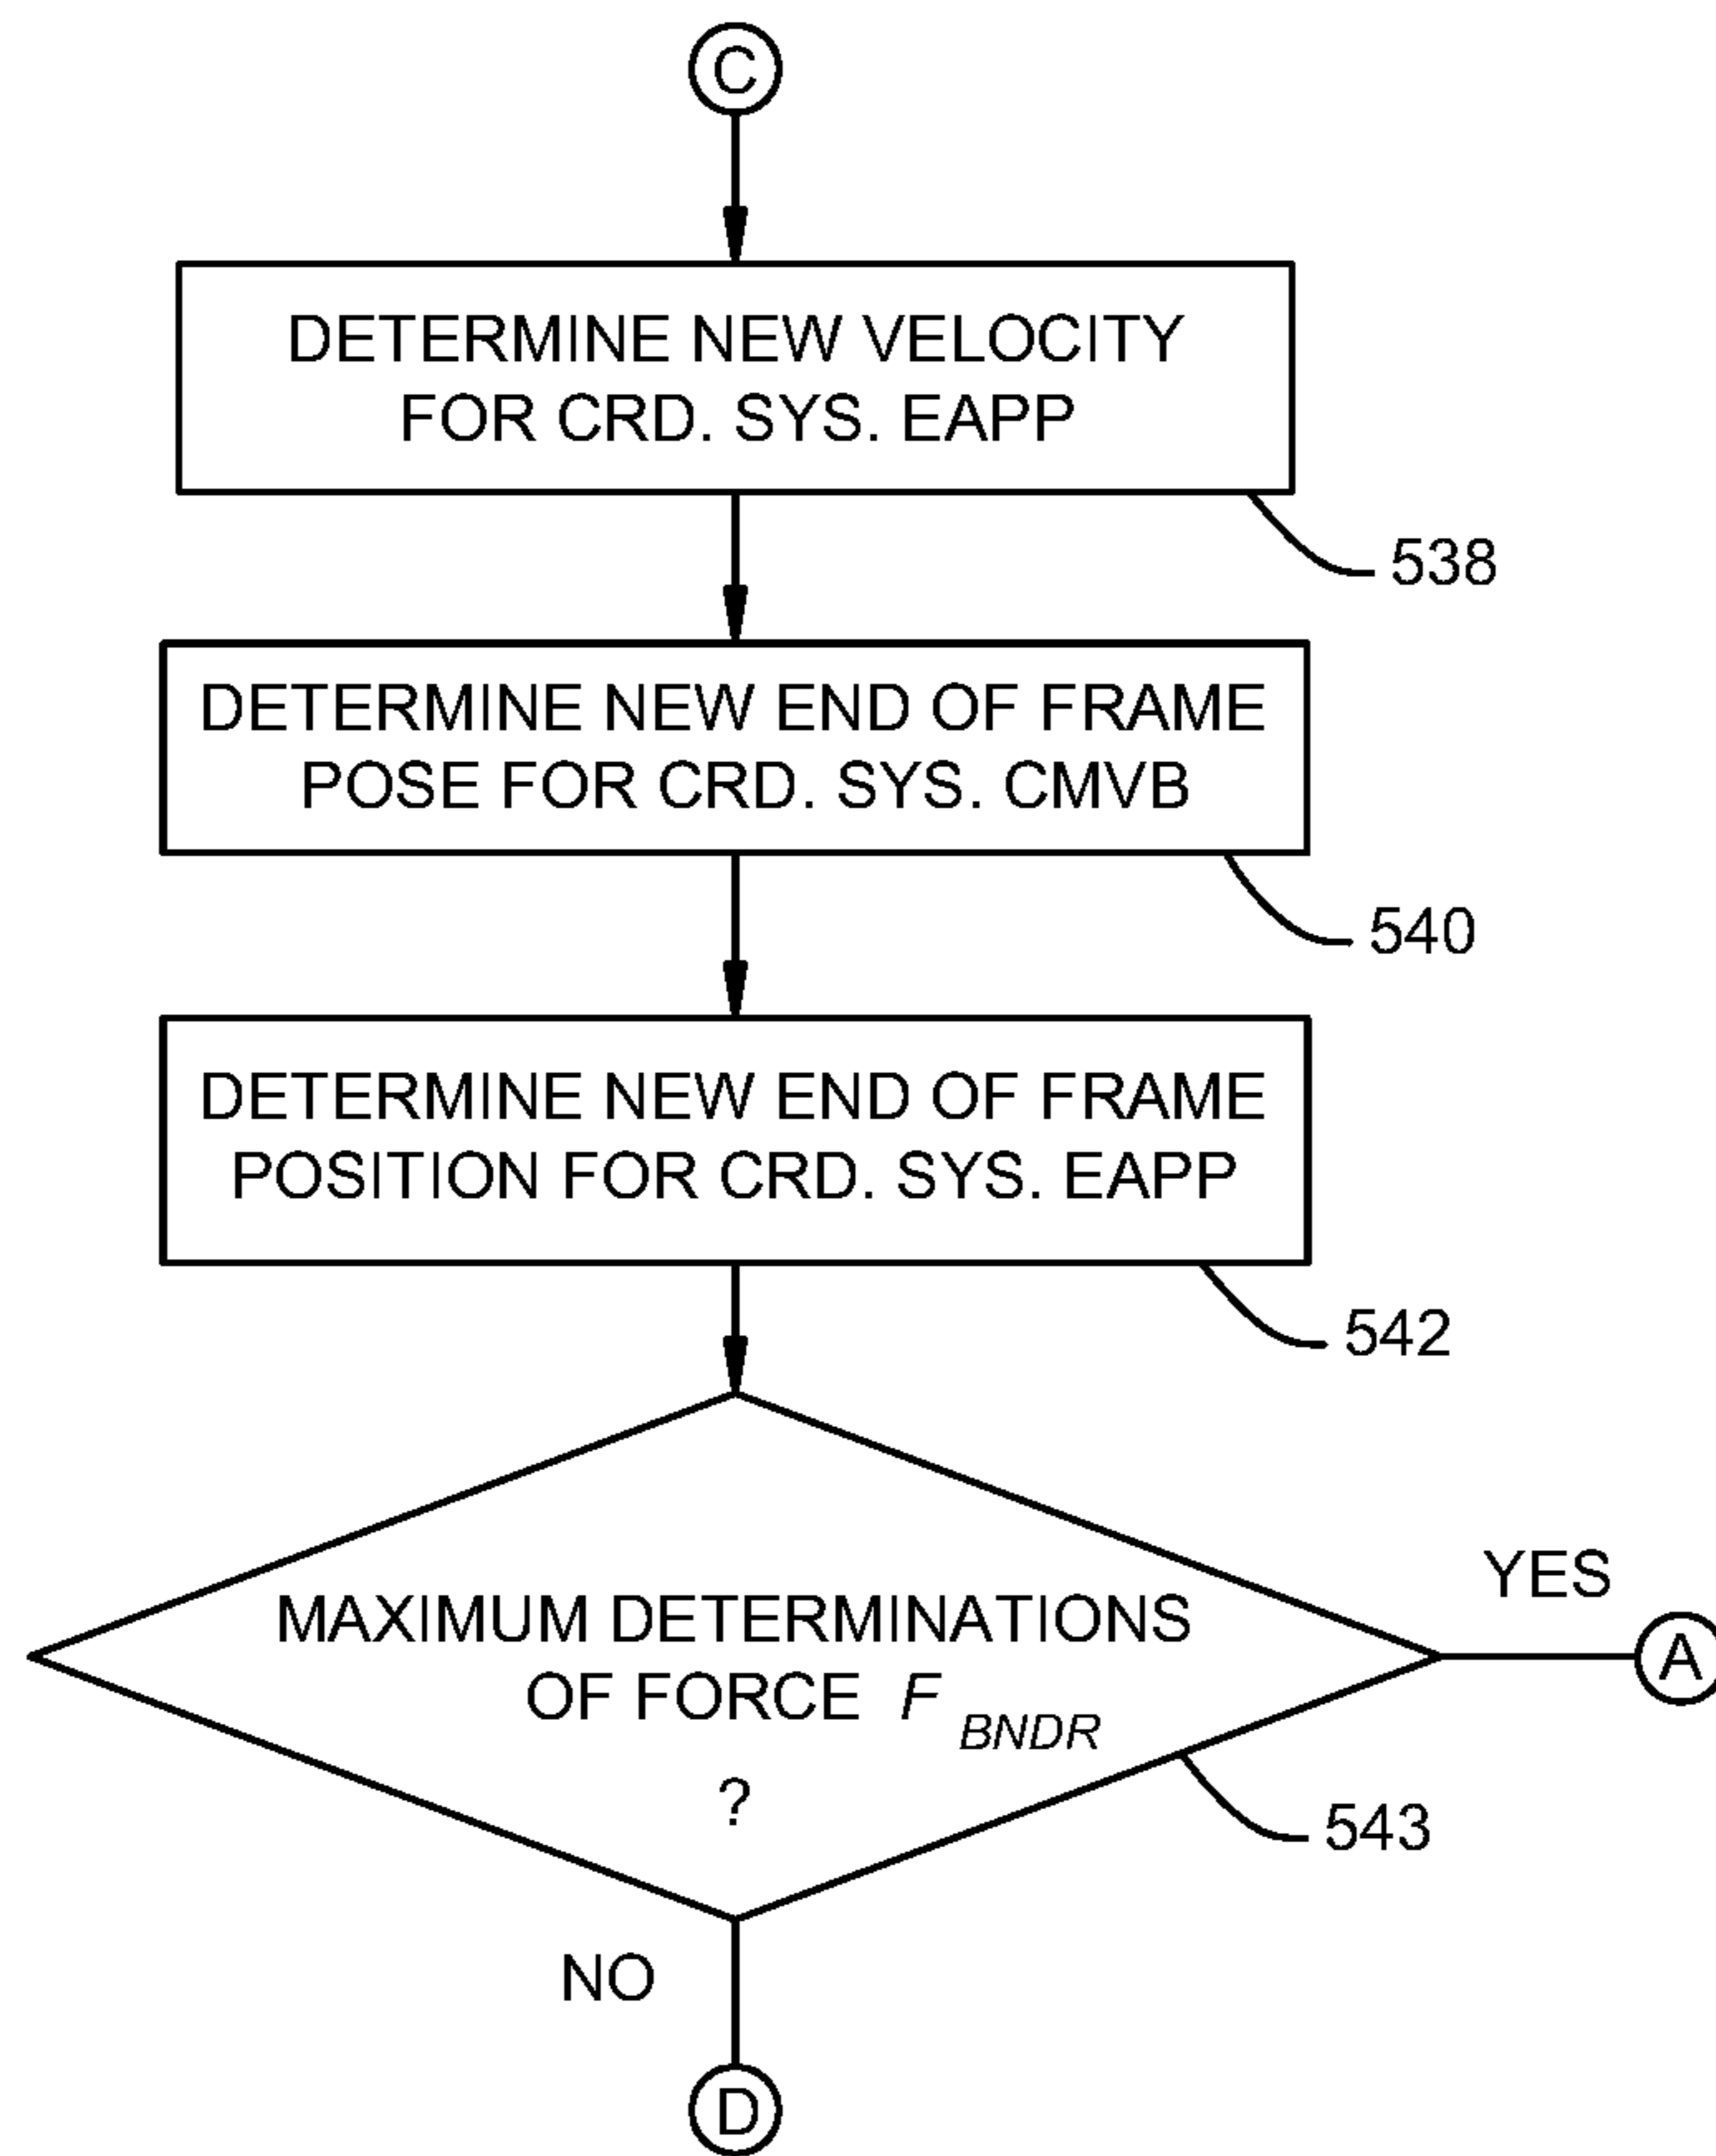 C
DETERMINE NEW VELOCITY
FOR CRD. SYS. EAPP
538
DETERMINE NEW END OF FRAME
POSE FOR CRD. SYS. CMVB
540
DETERMINE NEW END OF FRAME
POSITION FOR CRD. SYS. EAPP
542
MAXIMUM DETERMINATIONS
OF FORCE F BNDR
?
YES
A
543
NO
D